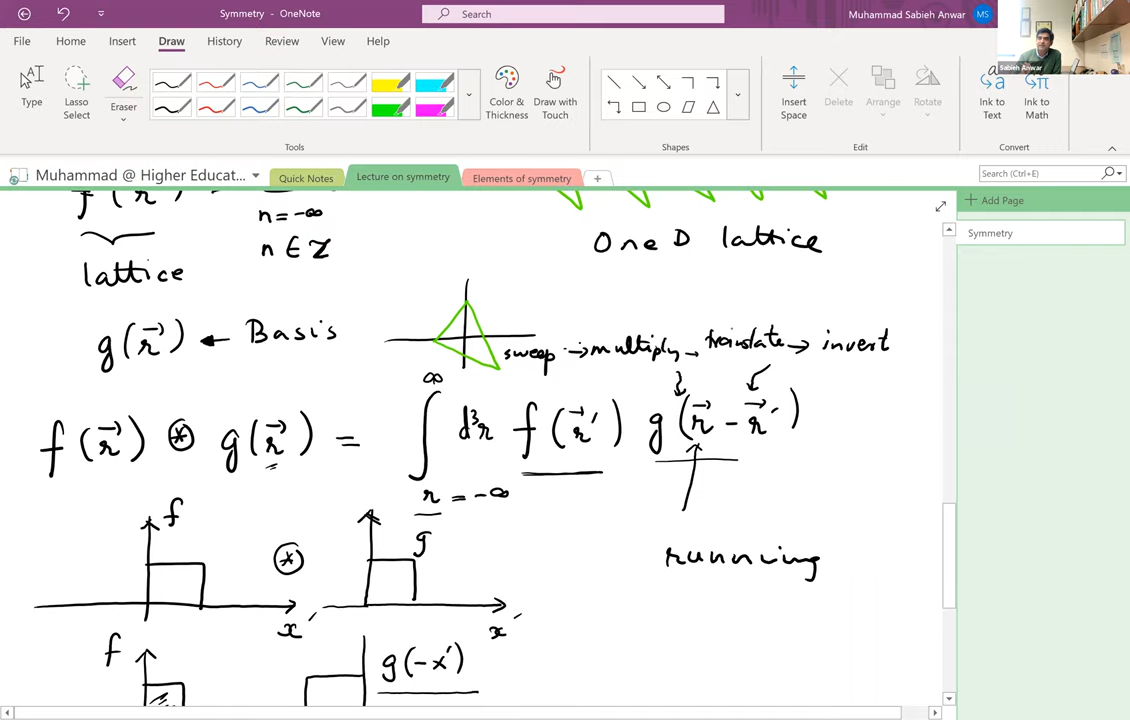 Symmetry - OneNote
Search
Muhammad Sabieh Anwar MS
File Home Insert Draw History Review View Help
Sabieh Anwar
Type
Lasso Select
Eraser
Color & Thickness
Draw with Touch
Insert Space
Delete
Arrange
Rotate
Ink to Text
Ink to Math
Tools Shapes Edit Convert
Muhammad @ Higher Educat...
Quick Notes
Lecture on symmetry
Elements of symmetry
Search (Ctrl+E)
Add Page
Symmetry
f(r⃗)
n = -∞
n ∈ Z
lattice
One D lattice
g(r⃗) ← Basis
sweep → multiply → translate → invert
f(r⃗) ⊛ g(r⃗) = ∫ d³r f(r⃗′) g(r⃗ - r⃗′)
∞
r = -∞
f ⊛ g
running
x′ x′
f g(-x′)